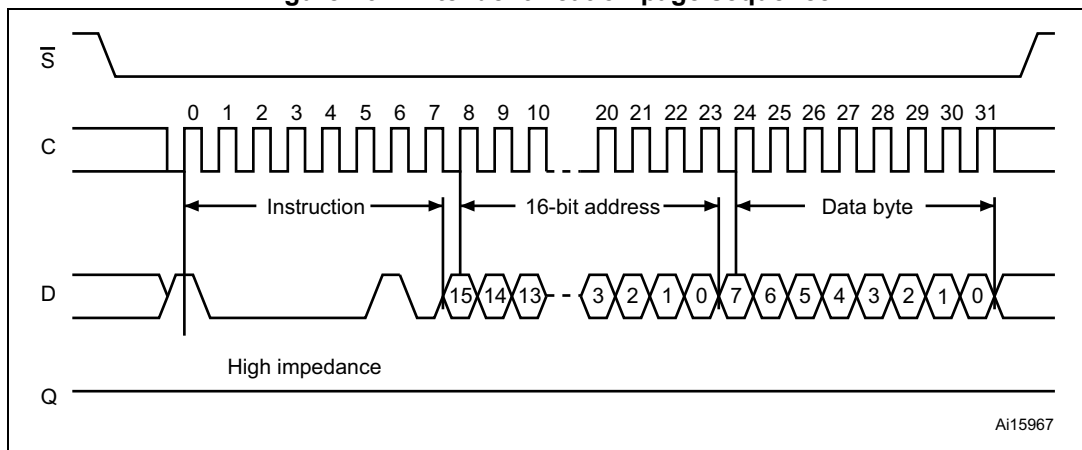 S
0 1 2 3 4 5 6 7 8 9 10 20 21 22 23 24 25 26 27 28 29 30 31
C
Instruction 16-bit address Data byte
D 15 14 13 3 2 1 0 7 6 5 4 3 2 1 0
High impedance
Q
Ai15967